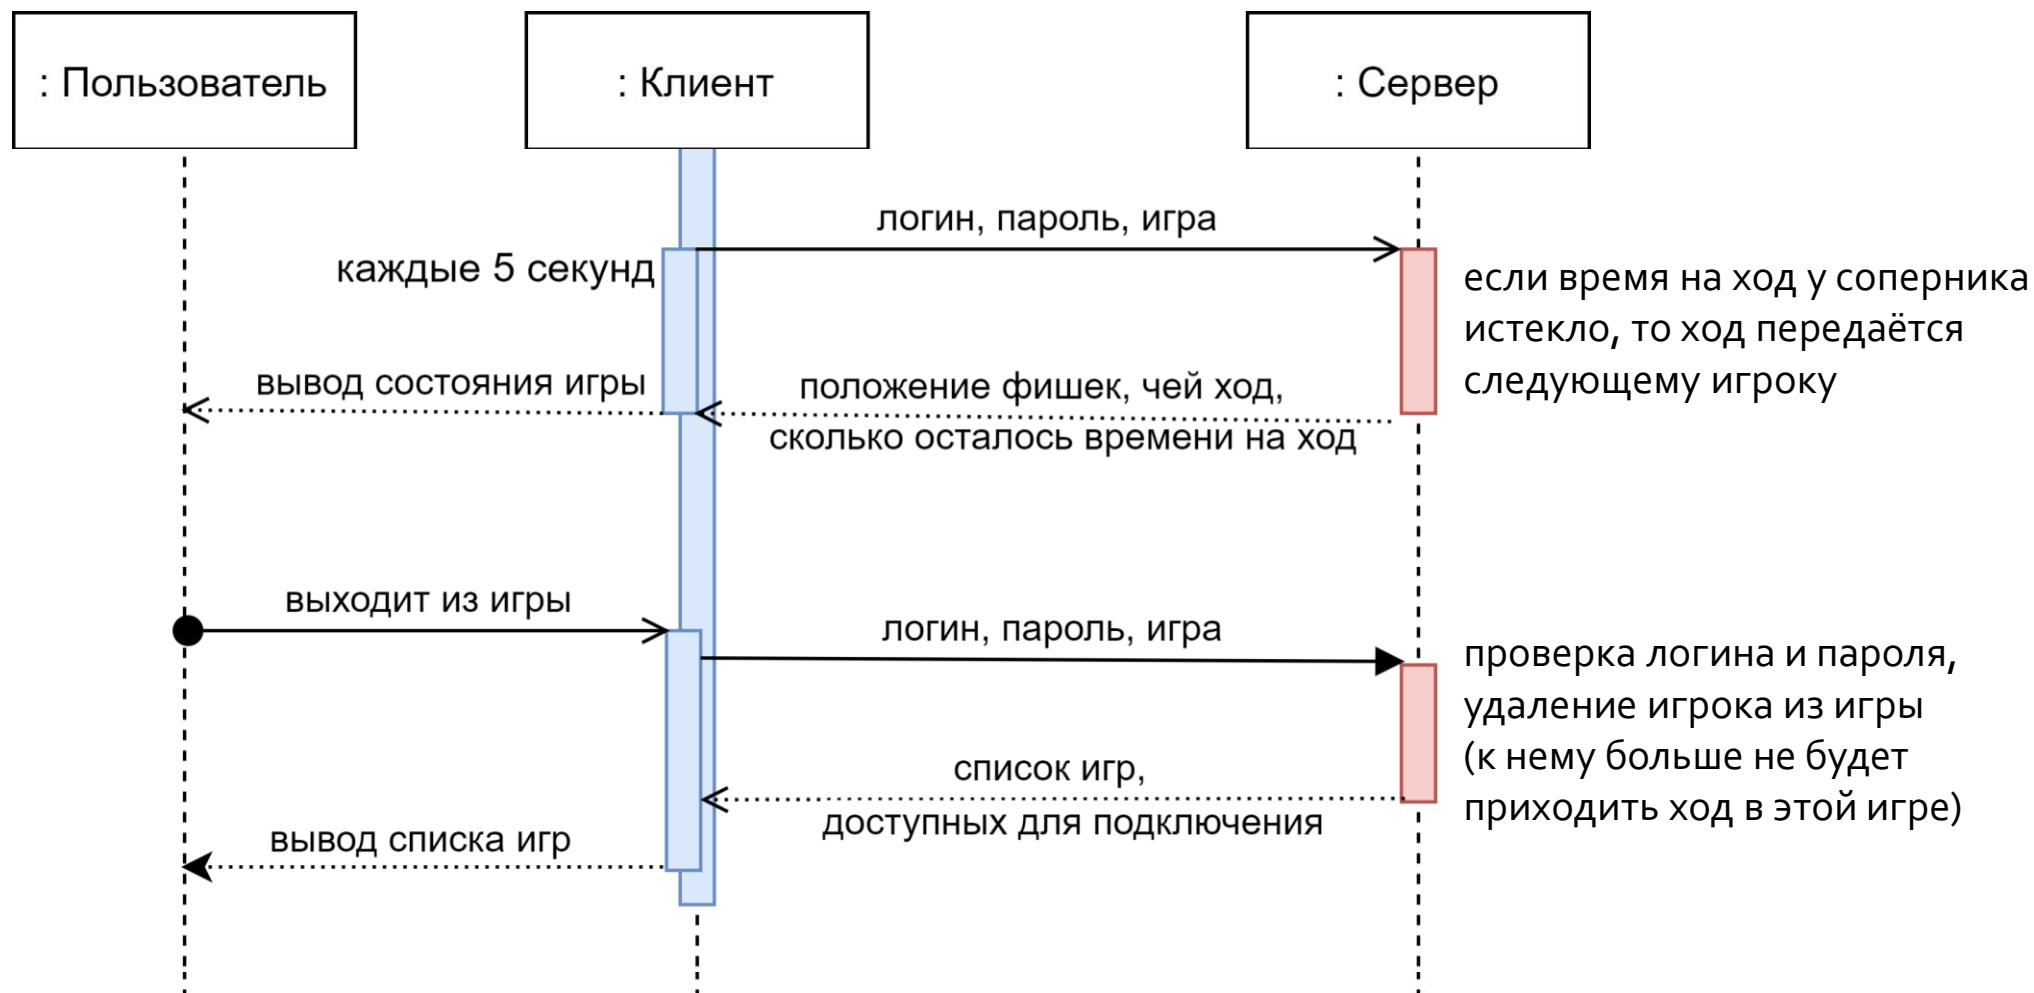 : Пользователь
: Клиент
: Сервер
логин, пароль, игра
каждые 5 секунд
если время на ход у соперника
истекло, то ход передаётся
следующему игроку
вывод состояния игры
положение фишек, чей ход,
сколько осталось времени на ход
выходит из игры
логин, пароль, игра
проверка логина и пароля,
удаление игрока из игры
(к нему больше не будет
приходить ход в этой игре)
список игр,
доступных для подключения
вывод списка игр